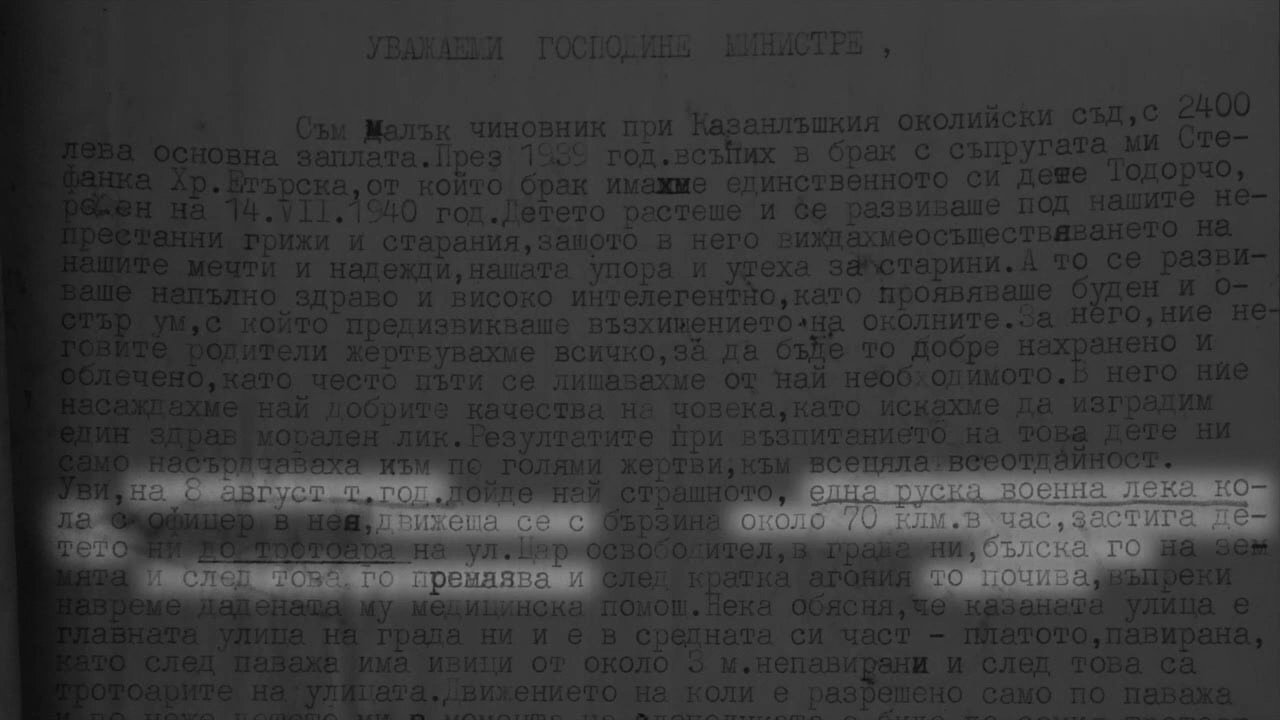 УВАЖАЕМИ ГОСПОДИНЕ МИНИСТРЕ ,
Съм малък чиновник при Казанлъшкия околийски съд,с 2400
лева основна заплата.През 1939 год.встъпих в брак с съпругата ми Сте-
фанка Хр.Етърска,от който брак имахме единственното си дете Тодорчо,
роден на 14.VII.1940 год.Детето растеше и се развиваше под нашите не-
престанни грижи и старания,защото в него виждахмеосъществяването на
нашите мечти и надежди,нашата упора и утеха за старини.А то се разви-
ваше напълно здраво и високо интелегентно,като проявяваше буден и о-
стър ум,с който предизвикваше възхищението на околните.За него,ние не-
говите родители жертвувахме всичко,за да бъде то добре нахранено и
облечено,като често пъти се лишавахме от най необходимото.В него ние
насаждахме най добрите качества на човека,като искахме да изградим
един здрав морален лик.Резултатите при възпитанието на това дете ни
само насърдчаваха към по голями жертви,към всецяла всеотдайност.
Уви,на 8 август т.год.дойде най страшното, една руска военна лека ко-
ла с офицер в нея,движеща се с бързина около 70 клм.в час,застига де-
тето ни до тротоара на ул.Цар освободител,в града ни,бълска го на зем
мята и след това го премаява и след кратка агония то почива,въпреки
навреме дадената му медицинска помощ.Нека обясня,че казаната улица е
главната улица на града ни и е в средната си част - платото,павирана,
като след паважа има ивици от около 3 м.непавирани и след това са
тротоарите на улицата.Движението на коли е разрешено само по паважа